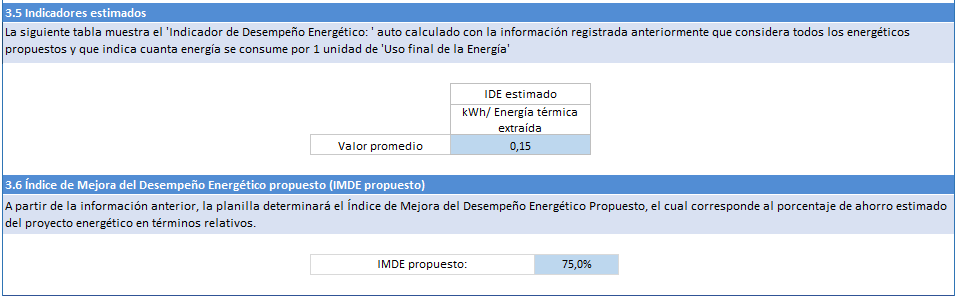 3.5 Indicadores estimados
La siguiente tabla muestra el 'Indicador de Desempeño Energético: ' auto calculado con la información registrada anteriormente que considera todos los energéticos
propuestos y que indica cuanta energía se consume por 1 unidad de 'Uso final de la Energía'
IDE estimado
kWh/ Energía térmica
extraída
Valor promedio 0,15
3.6 Índice de Mejora del Desempeño Energético propuesto (IMDE propuesto)
A partir de la información anterior, la planilla determinará el Índice de Mejora del Desempeño Energético Propuesto, el cual corresponde al porcentaje de ahorro estimado
del proyecto energético en términos relativos.
IMDE propuesto: 75,0%